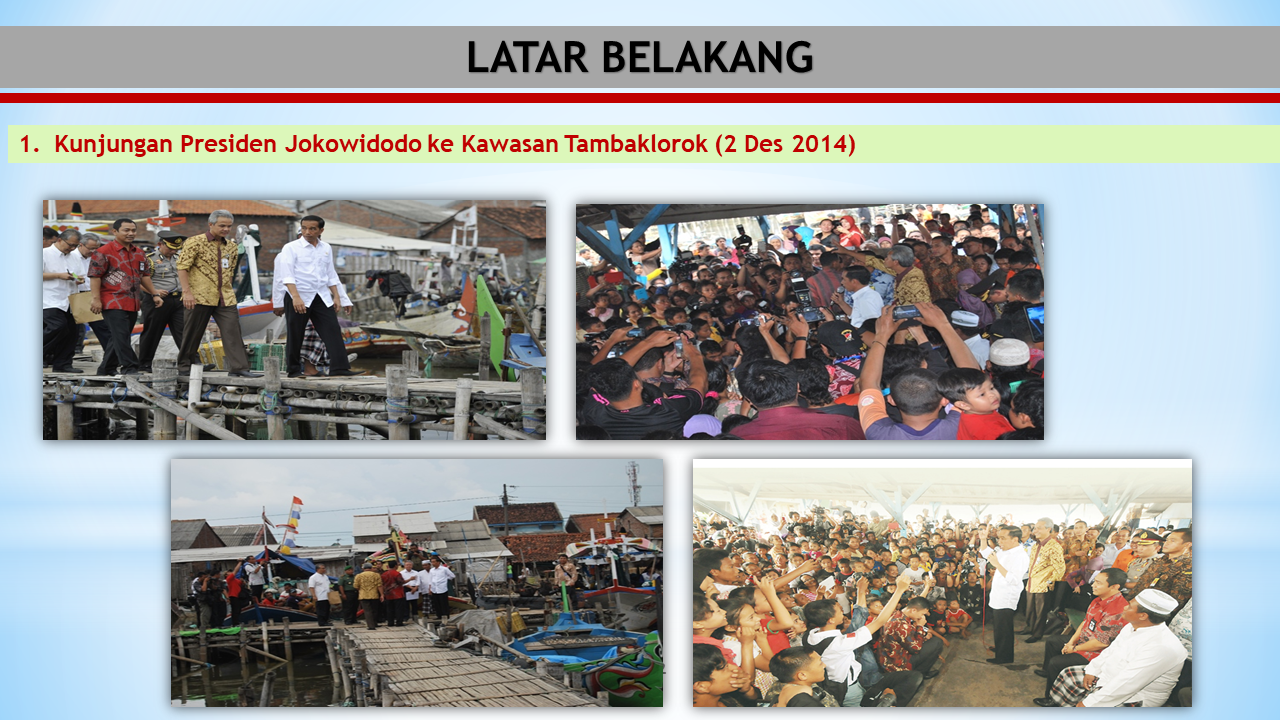 LATAR BELAKANG
1. Kunjungan Presiden Jokowidodo ke Kawasan Tambaklorok (2 Des 2014)